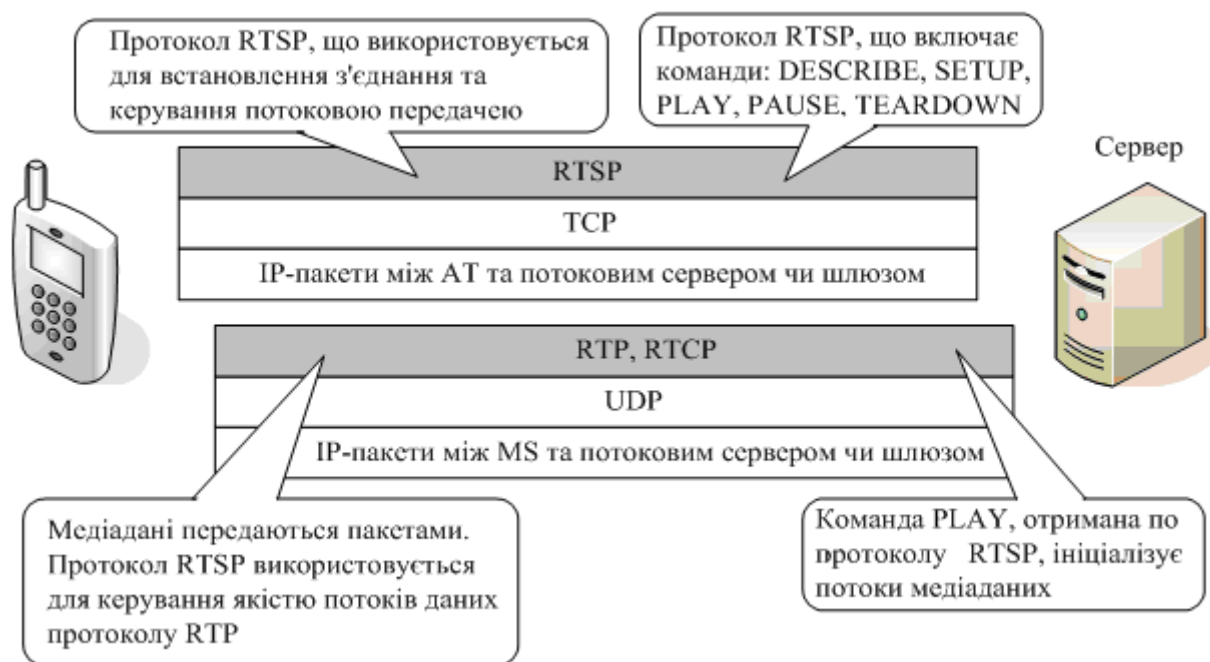 Протокол RTSP, що використовується
для встановлення з'єднання та
керування потоковою передачею
Протокол RTSP, що включає
команди: DESCRIBE, SETUP,
PLAY, PAUSE, TEARDOWN
Сервер
RTSP
TCP
IP-пакети між АТ та потоковим сервером чи шлюзом
RTP, RTCP
UDP
IP-пакети між MS та потоковим сервером чи шлюзом
Медіадані передаються пакетами.
Протокол RTSP використовується
для керування якістю потоків даних
протоколу RTP
Команда PLAY, отримана по
протоколу RTSP, ініціалізує
потоки медіаданих